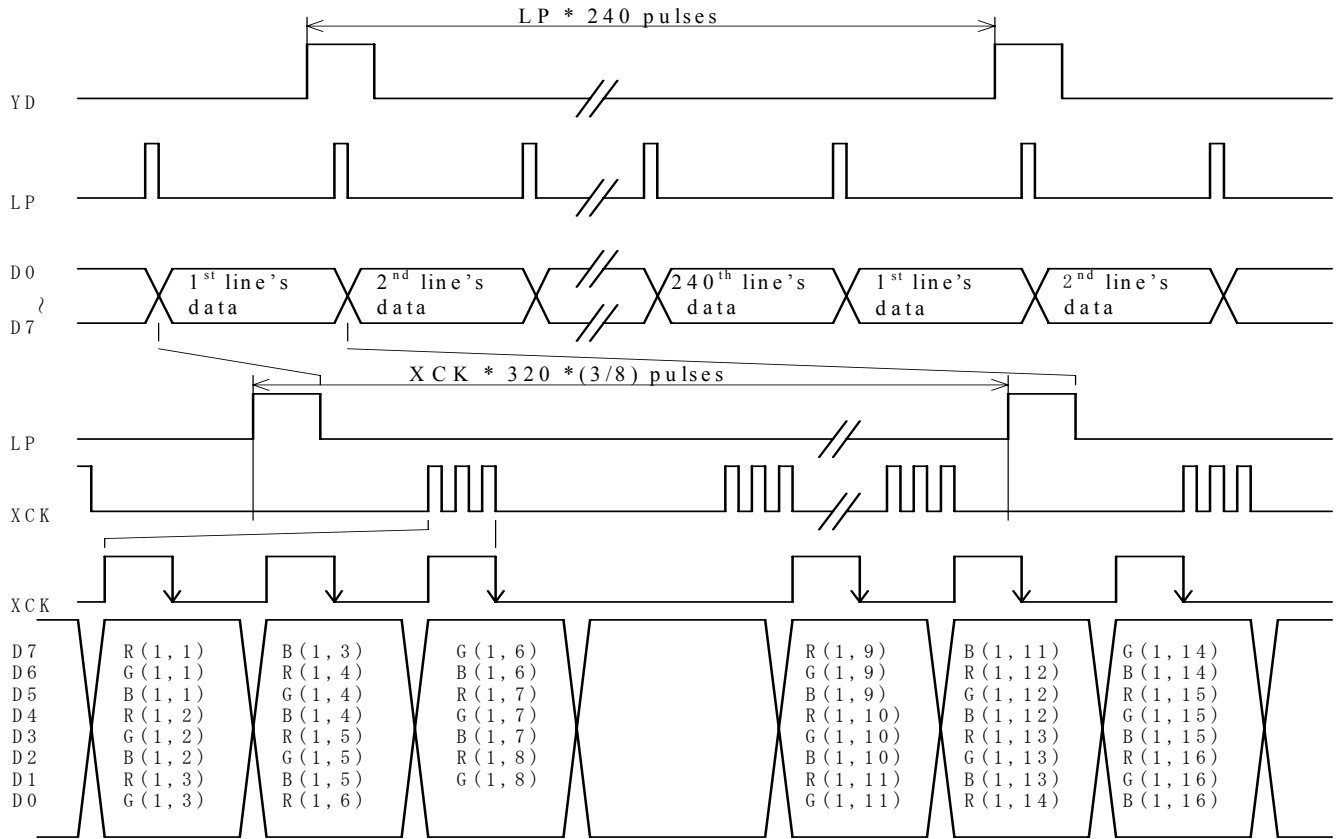 LP * 240 pulses
YD
LP
D0
~
D7
1st line's data
2nd line's data
240th line's data
1st line's data
2nd line's data
XCK * 320 *(3/8) pulses
LP
XCK
XCK
D7 R(1,1) B(1,3) G(1,6) R(1,9) B(1,11) G(1,14)
D6 G(1,1) R(1,4) B(1,6) G(1,9) R(1,12) B(1,14)
D5 B(1,1) G(1,4) R(1,7) B(1,9) G(1,12) R(1,15)
D4 R(1,2) B(1,4) G(1,7) R(1,10) B(1,12) G(1,15)
D3 G(1,2) R(1,5) B(1,7) G(1,10) R(1,13) B(1,15)
D2 B(1,2) G(1,5) R(1,8) B(1,10) G(1,13) R(1,16)
D1 R(1,3) B(1,5) G(1,8) R(1,11) B(1,13) G(1,16)
D0 G(1,3) R(1,6) G(1,11) R(1,14) B(1,16)